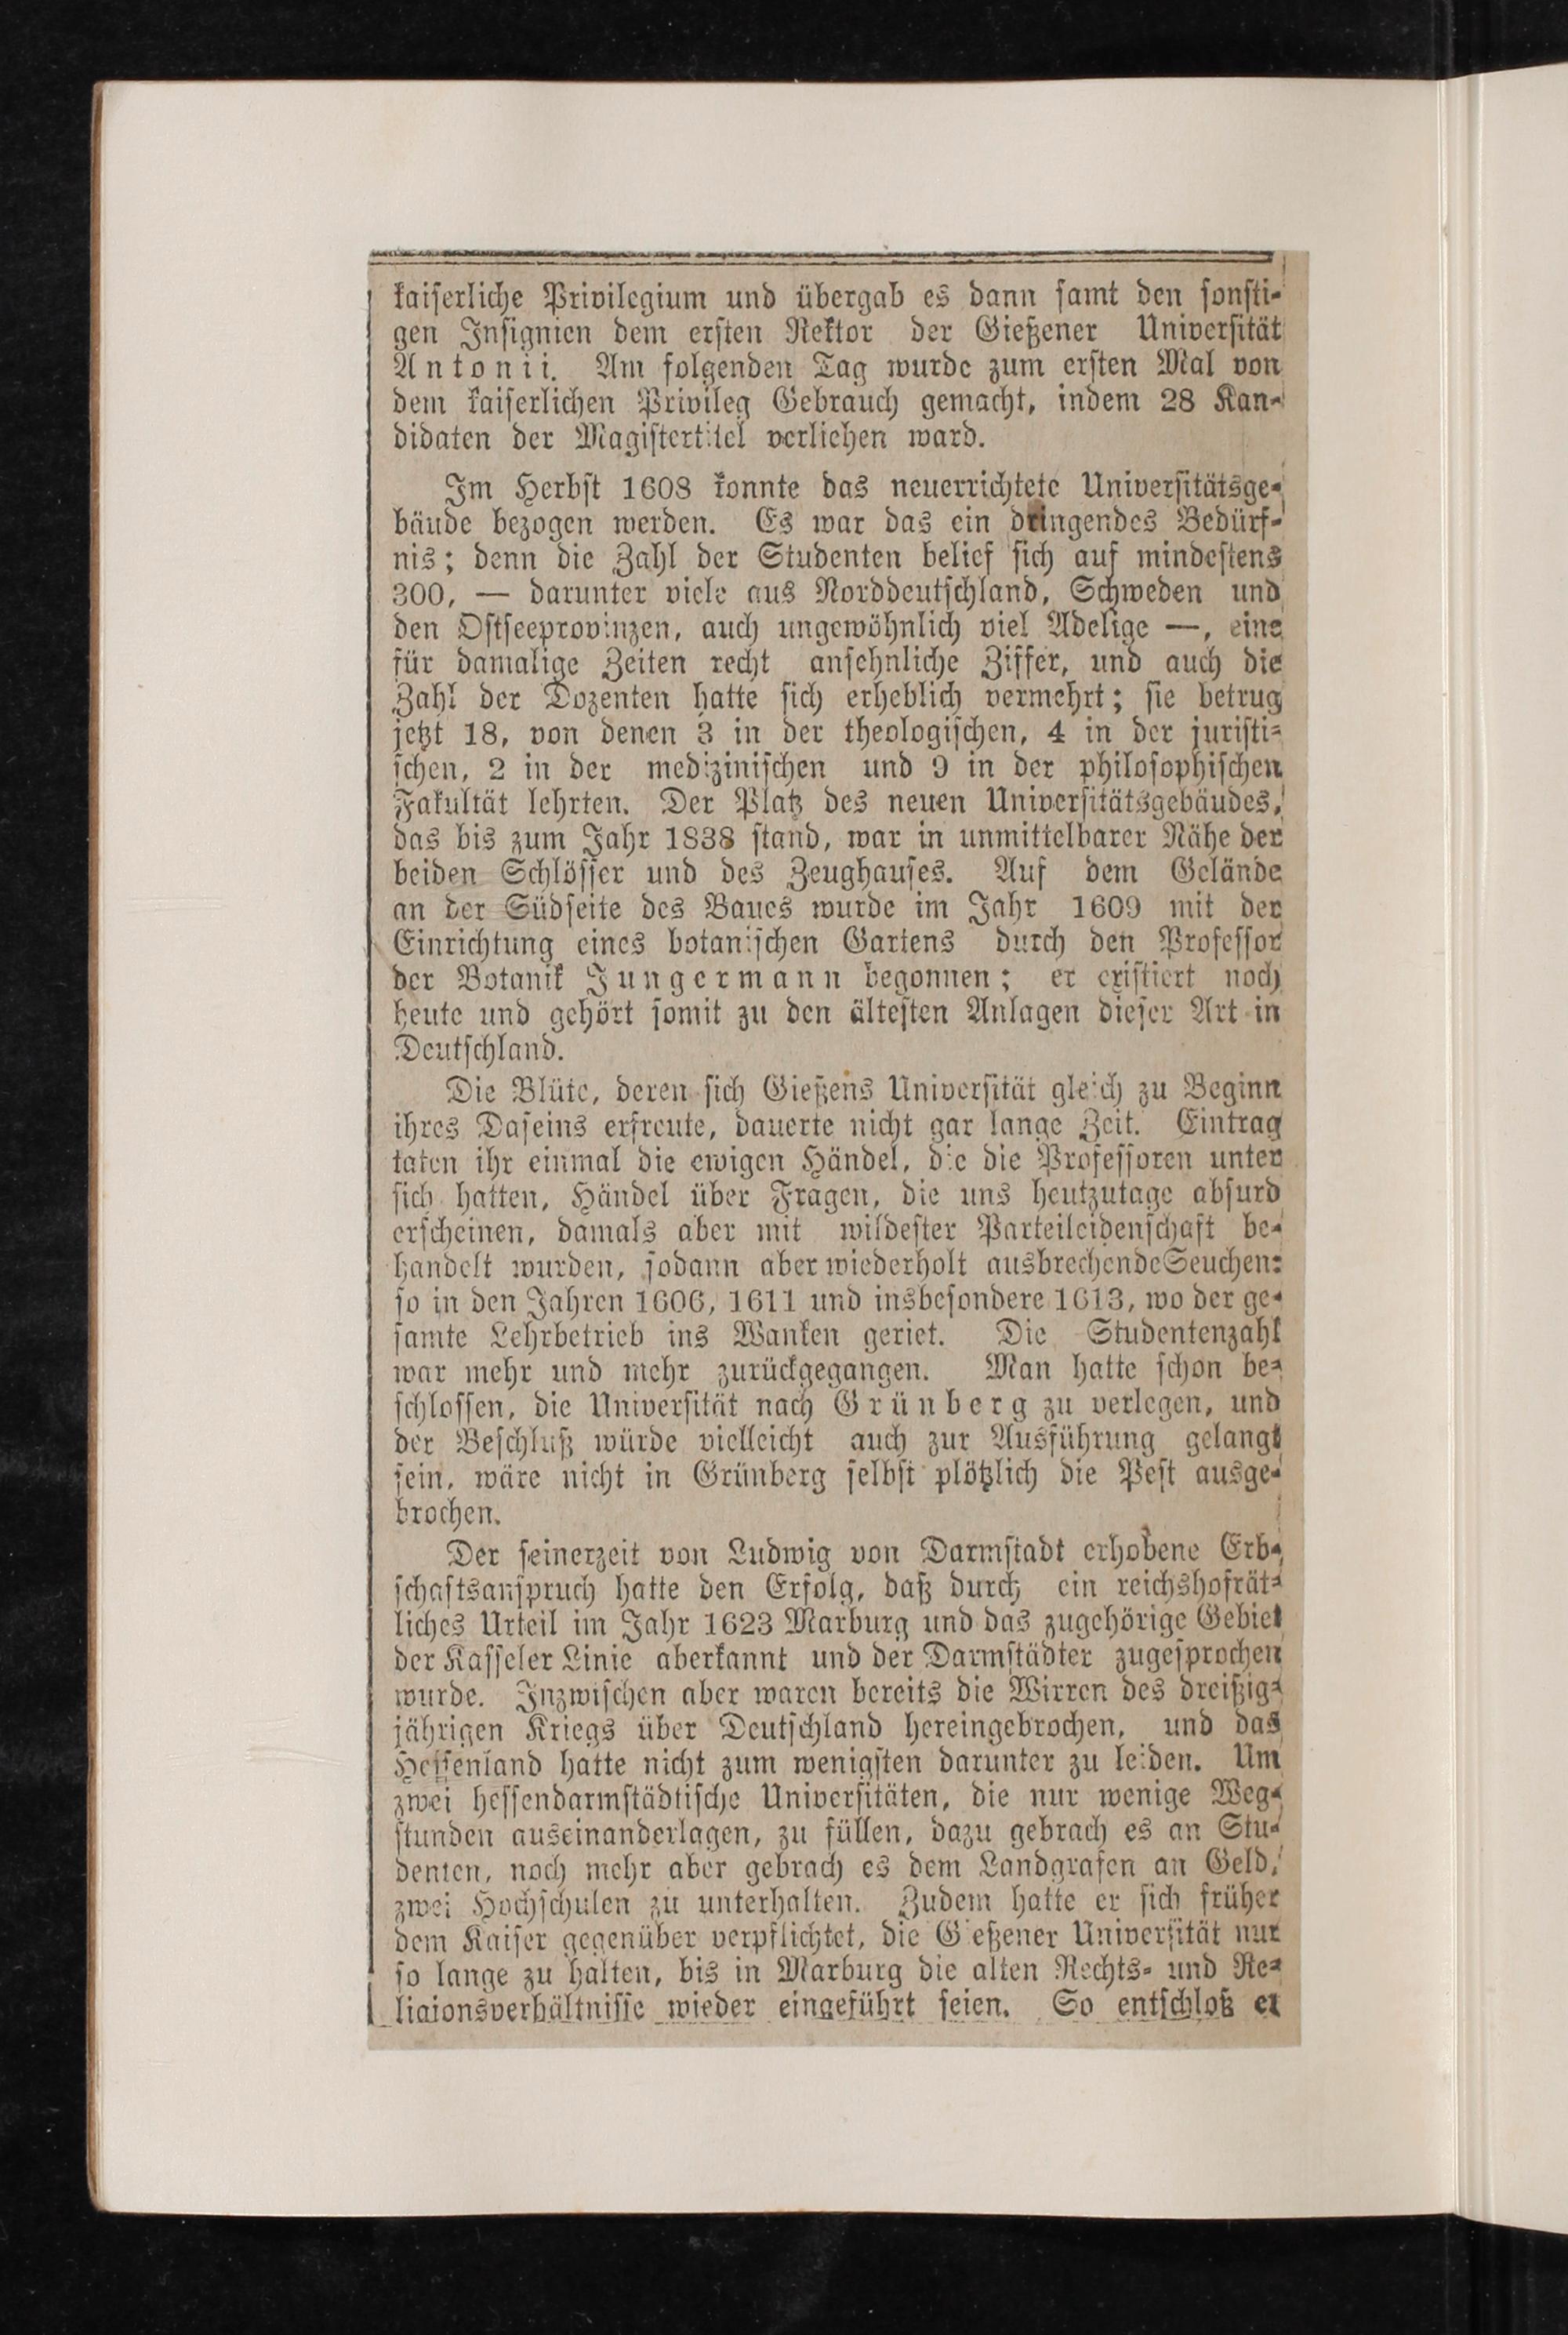 kaiserliche Privilegium und übergab es dann samt den sonsti-
gen Insignien dem ersten Rektor der Gießener Universität
Antonii. Am folgenden Tag wurde zum ersten Mal von
dem kaiserlichen Privileg Gebrauch gemacht, indem 28 Kan-
didaten der Magistertitel verliehen ward.
Im Herbst 1608 konnte das neuerrichtete Universitätsge-
bäude bezogen werden. Es war das ein dringendes Bedürf-
nis; denn die Zahl der Studenten belief sich auf mindestens
300, — darunter viele aus Norddeutschland, Schweden und
den Ostseeprovinzen, auch ungewöhnlich viel Adelige —, eine
für damalige Zeiten recht ansehnliche Ziffer, und auch die
Zahl der Dozenten hatte sich erheblich vermehrt; sie betrug
jetzt 18, von denen 3 in der theologischen, 4 in der juristi-
schen, 2 in der medizinischen und 9 in der philosophischen
Fakultät lehrten. Der Platz des neuen Universitätsgebäudes,
das bis zum Jahr 1838 stand, war in unmittelbarer Nähe der
beiden Schlösser und des Zeughauses. Auf dem Gelände
an der Südseite des Baues wurde im Jahr 1609 mit der
Einrichtung eines botanischen Gartens durch den Professor
der Botanik Jungermann begonnen; er existiert noch
heute und gehört somit zu den ältesten Anlagen dieser Art in
Deutschland.
Die Blüte, deren sich Gießens Universität gleich zu Beginn
ihres Daseins erfreute, dauerte nicht gar lange Zeit. Eintrag
taten ihr einmal die ewigen Händel, die die Professoren unter
sich hatten, Händel über Fragen, die uns heutzutage absurd
erscheinen, damals aber mit wildester Parteileidenschaft be-
handelt wurden, sodann aber wiederholt ausbrechende Seuchen:
so in den Jahren 1606, 1611 und insbesondere 1613, wo der ge-
samte Lehrbetrieb ins Wanken geriet. Die Studentenzahl
war mehr und mehr zurückgegangen. Man hatte schon be-
schlossen, die Universität nach Grünberg zu verlegen, und
der Beschluß würde vielleicht auch zur Ausführung gelangt
sein, wäre nicht in Grünberg selbst plötzlich die Pest ausge-
brochen.
Der seinerzeit von Ludwig von Darmstadt erhobene Erb-
schaftsanspruch hatte den Erfolg, daß durch ein reichshofrät-
liches Urteil im Jahr 1623 Marburg und das zugehörige Gebiet
der Kasseler Linie aberkannt und der Darmstädter zugesprochen
wurde. Inzwischen aber waren bereits die Wirren des dreißig-
jährigen Kriegs über Deutschland hereingebrochen, und das
Hessenland hatte nicht zum wenigsten darunter zu leiden. Um
zwei hessendarmstädtische Universitäten, die nur wenige Weg-
stunden auseinanderlagen, zu füllen, dazu gebrach es an Stu-
denten, noch mehr aber gebrach es dem Landgrafen an Geld,
zwei Hochschulen zu unterhalten. Zudem hatte er sich früher
dem Kaiser gegenüber verpflichtet, die Gießener Universität nur
so lange zu halten, bis in Marburg die alten Rechts- und Re-
ligionsverhältnisse wieder eingeführt seien. So entschloß er